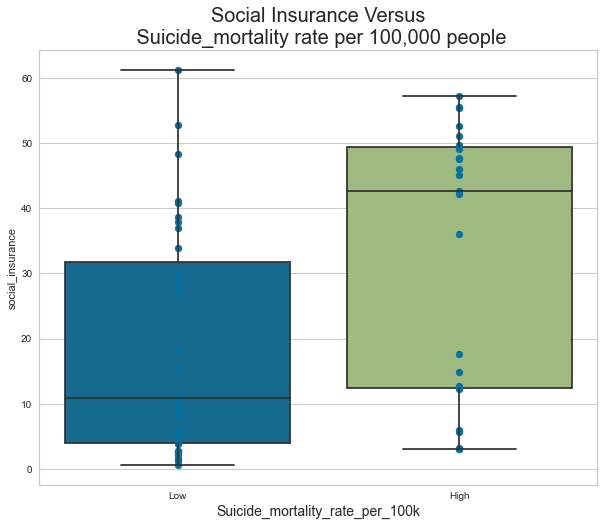 Social Insurance Versus
Suicide_mortality rate per 100,000 people
60
50
40
30
20
10
0
social_insurance
Low
High
Suicide_mortality_rate_per_100k